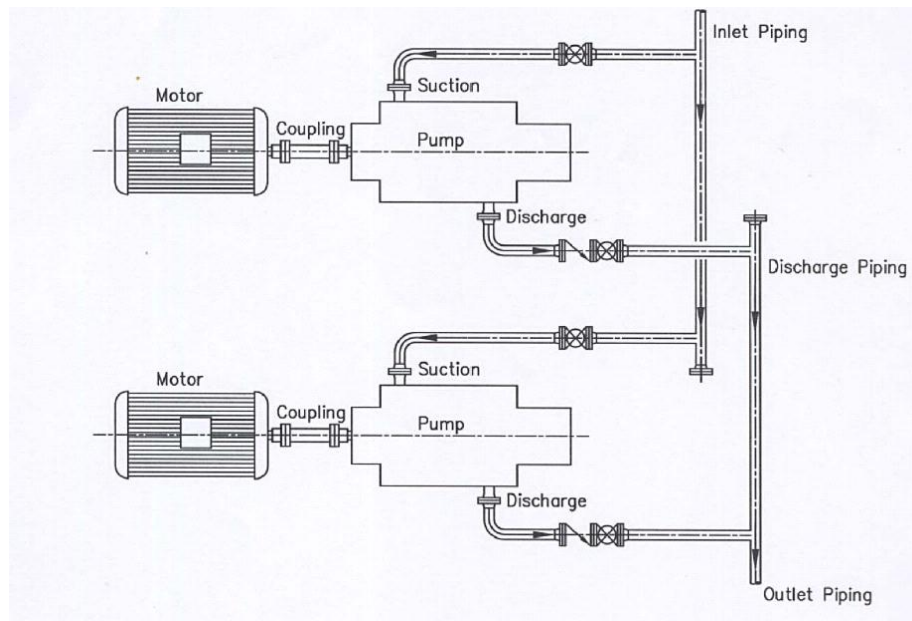 Inlet Piping
Suction
Motor
Coupling
Pump
Discharge
Discharge Piping
Suction
Motor
Coupling
Pump
Discharge
Outlet Piping